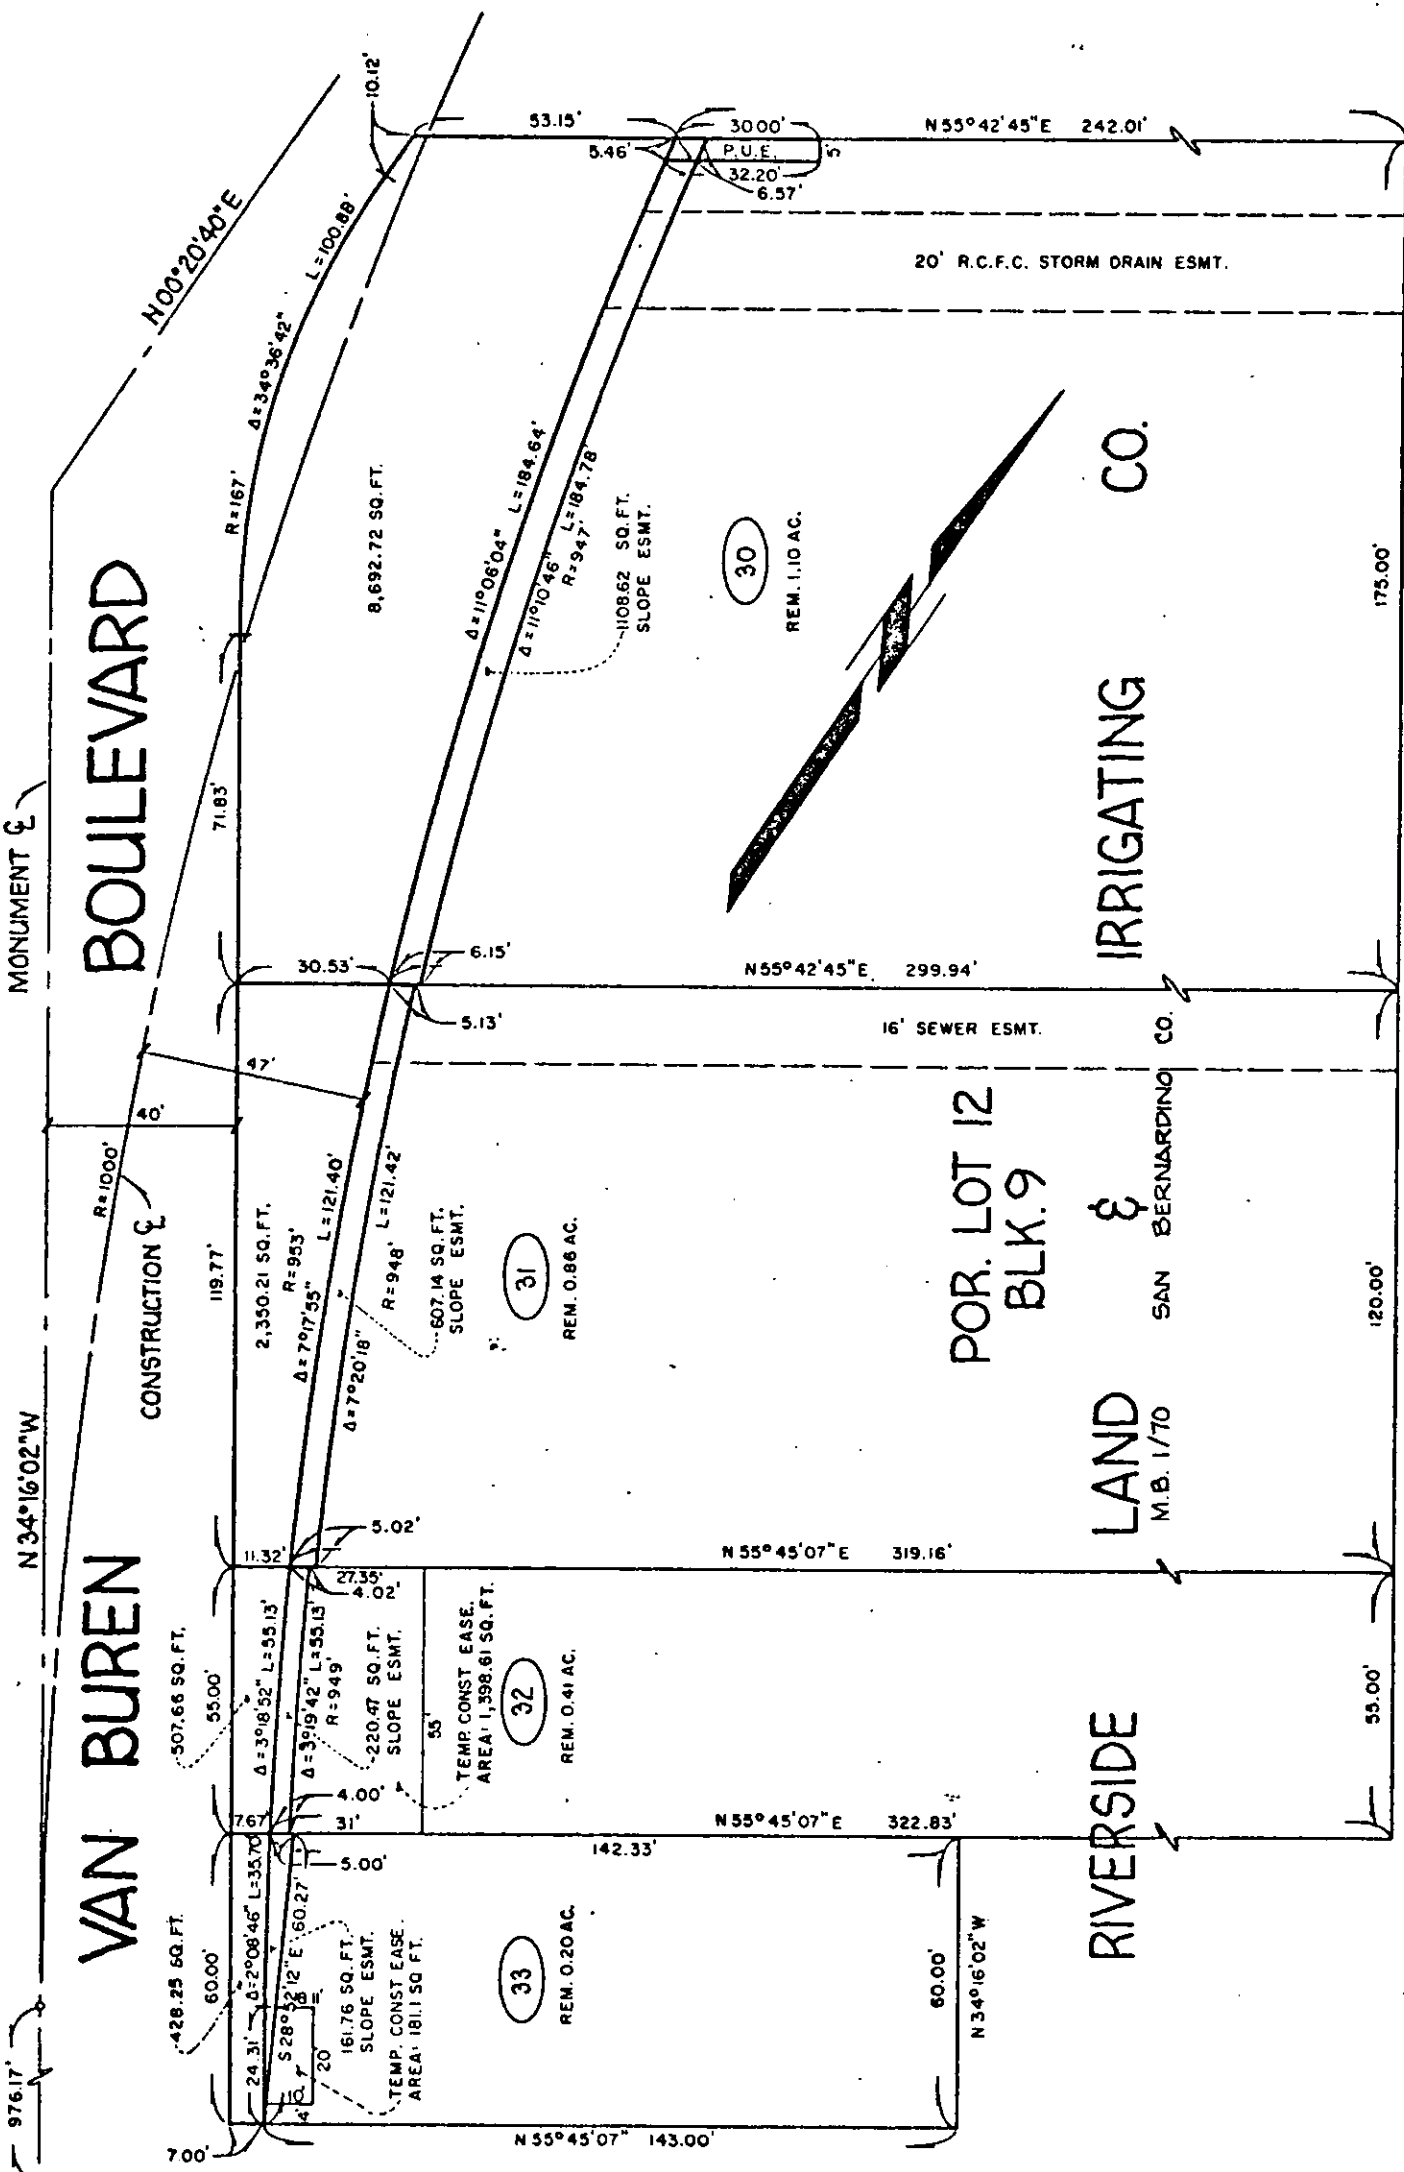 MONUMENT ℄
N34°16'02"W
976.17'
N00°20'40"E
VAN BUREN BOULEVARD
CONSTRUCTION ℄
R=1000'
40'
47'
10.12'
53.15'
5.46'
30.00'
P.U.E.
5'
32.20'
6.57'
N55°42'45"E 242.01'
20' R.C.F.C. STORM DRAIN ESMT.
L=100.88'
Δ=34°36'42"
R=167'
71.83'
8,692.72 SQ.FT.
Δ=11°06'04" L=184.64'
Δ=11°10'46" L=184.78'
R=947'
1108.62 SQ.FT.
SLOPE ESMT.
30
REM. 1.10 AC.
175.00'
30.53'
6.15'
5.13'
N55°42'45"E 299.94'
16' SEWER ESMT.
119.77'
2,350.21 SQ.FT.
R=953'
Δ=7°17'55" L=121.40'
R=948' L=121.42'
Δ=7°20'18"
607.14 SQ.FT.
SLOPE ESMT.
31
REM. 0.86 AC.
120.00'
POR. LOT 12
BLK. 9
RIVERSIDE LAND & IRRIGATING CO.
M.B. 1/70 SAN BERNARDINO CO.
11.32'
5.02'
27.35'
4.02'
N55°45'07"E 319.16'
507.66 SQ.FT.
55.00'
Δ=3°18'52" L=55.13'
Δ=3°19'42" L=55.13'
R=949'
220.47 SQ.FT.
SLOPE ESMT.
55
TEMP. CONST EASE.
AREA: 1,398.61 SQ.FT.
32
REM. 0.41 AC.
55.00'
7.67'
4.00'
31'
5.00'
N55°45'07"E 322.83'
142.33'
428.25 SQ.FT.
60.00'
24.31' Δ=2°08'46" L=35.70'
S28°52'12"E 60.27'
161.76 SQ.FT.
SLOPE ESMT.
TEMP. CONST EASE.
AREA: 181.1 SQ FT
20'
11'
10
4'
33
REM. 0.20 AC.
60.00'
N34°16'02"W
7.00'
N55°45'07" 143.00'